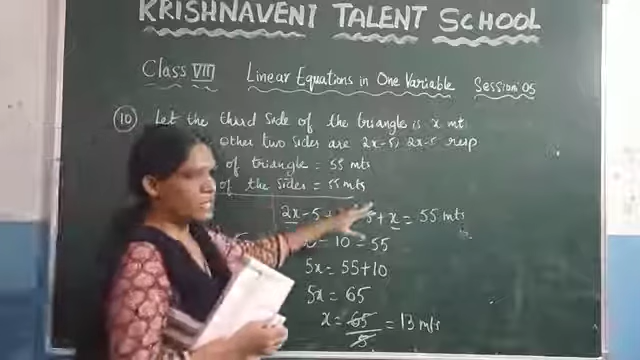 KRISHNAVENI TALENT SCHOOL
Class VIII Linear Equations in One Variable Session 05
10 Let the third side of the triangle is x mt
Other two sides are 2x-5, 2x-5 resp
of triangle = 55 mts
of the sides = 55 mts
2x-5+ 5+x = 55 mts
-10 = 55
5x = 55+10
5x = 65
x = 65/5 = 13 mts